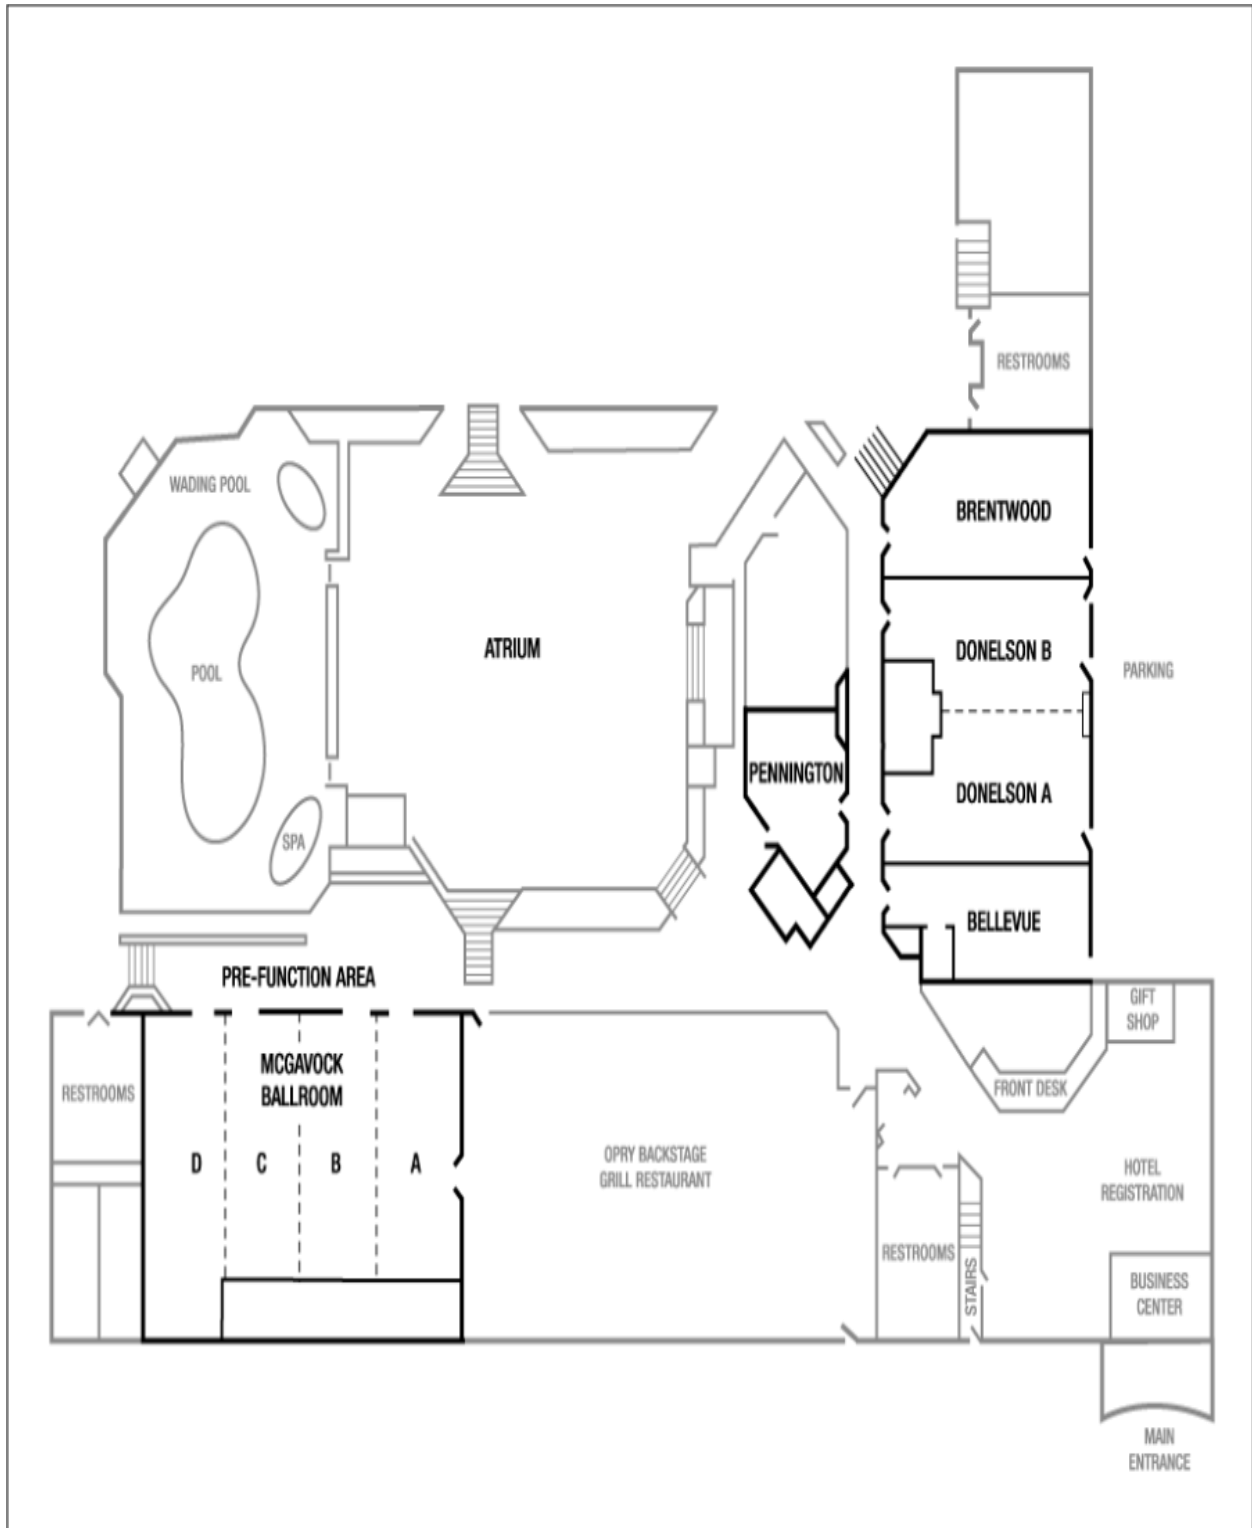 RESTROOMS
WADING POOL
BRENTWOOD
ATRIUM
DONELSON B
POOL
PARKING
PENNINGTON
DONELSON A
SPA
BELLEVUE
PRE-FUNCTION AREA
GIFT
SHOP
MCGAVOCK
BALLROOM
RESTROOMS
FRONT DESK
D
C
B
A
OPRY BACKSTAGE
GRILL RESTAURANT
HOTEL
REGISTRATION
RESTROOMS
STAIRS
BUSINESS
CENTER
MAIN
ENTRANCE